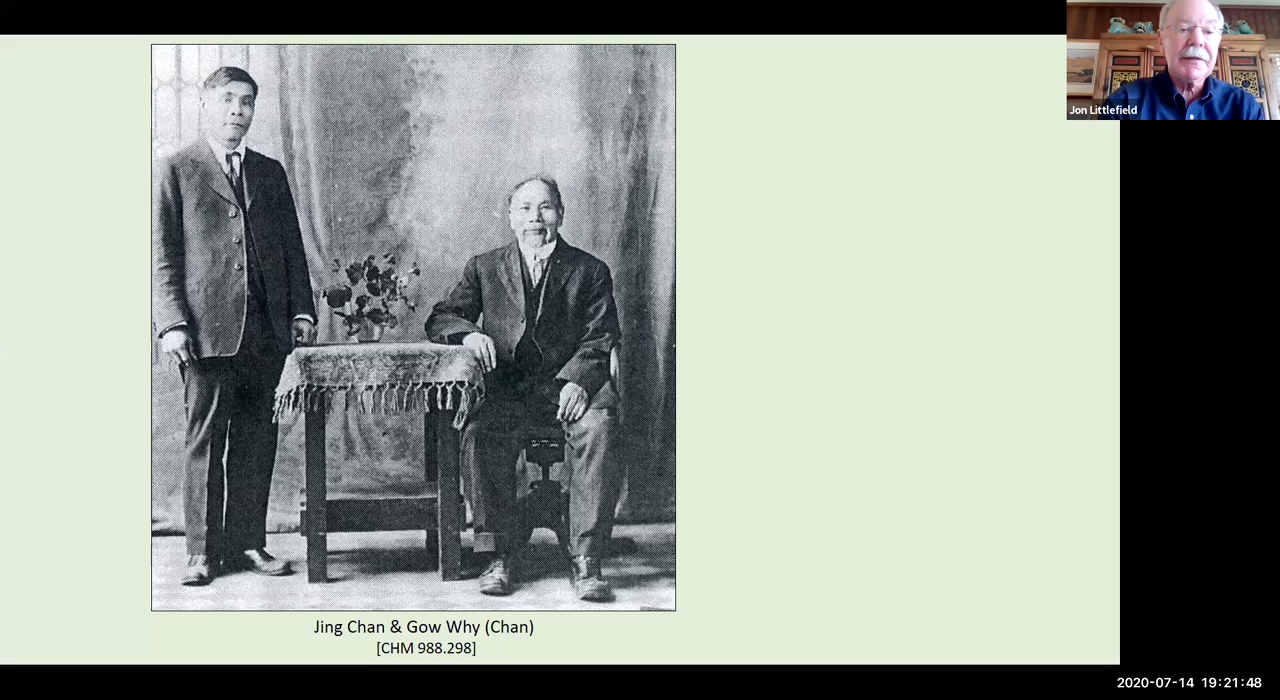 Jon Littlefield
Jing Chan & Gow Why (Chan)
[CHM 988.298]
2020-07-14 19:21:48